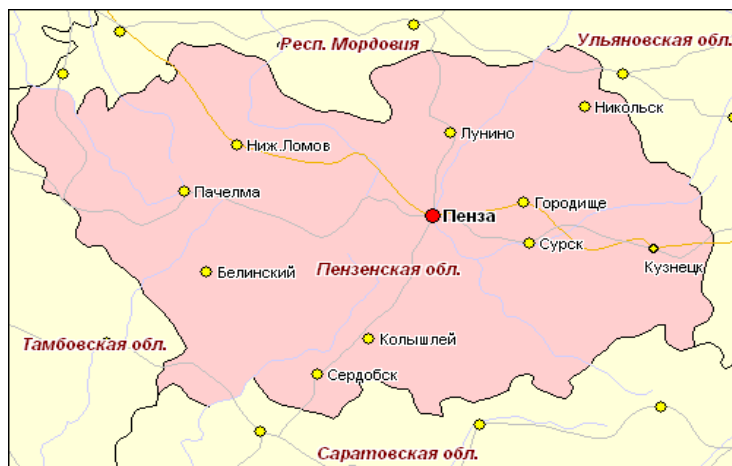 Респ. Мордовия
Ульяновская обл.
Никольск
Лунино
Ниж.Ломов
Пачелма
Городище
Пенза
Сурск
Белинский
Пензенская обл.
Кузнецк
Тамбовская обл.
Колышлей
Сердобск
Саратовская обл.